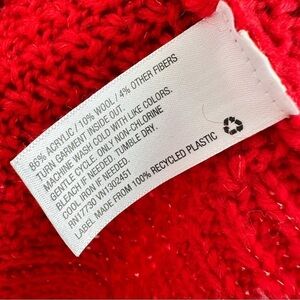 86% ACRYLIC / 10% WOOL / 4% OTHER FIBERS
TURN GARMENT INSIDE OUT.
MACHINE WASH COLD WITH LIKE COLORS.
GENTLE CYCLE. ONLY NON-CHLORINE
BLEACH IF NEEDED. TUMBLE DRY.
COOL IRON IF NEEDED.
RN17730 VN1302451
LABEL MADE FROM 100% RECYCLED PLASTIC